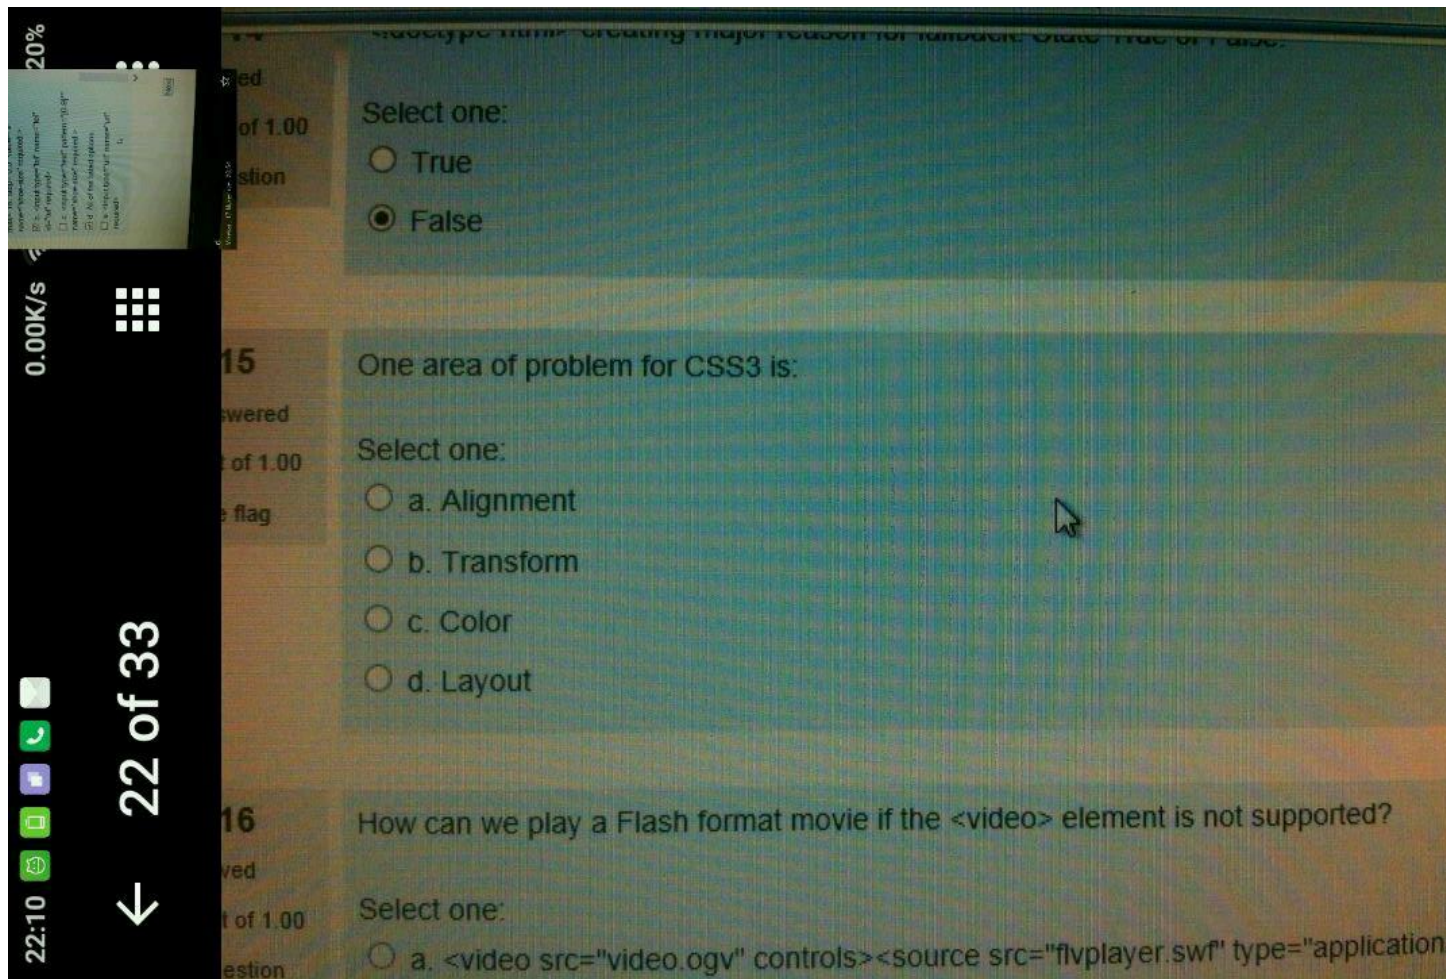 20%
0.00K/s
22 of 33
22:10
ed
of 1.00
stion
Select one:
True
False
15
wered
t of 1.00
flag
One area of problem for CSS3 is:
Select one:
a. Alignment
b. Transform
c. Color
d. Layout
16
ved
t of 1.00
estion
How can we play a Flash format movie if the <video> element is not supported?
Select one:
a. <video src="video.ogv" controls><source src="flvplayer.swf" type="application